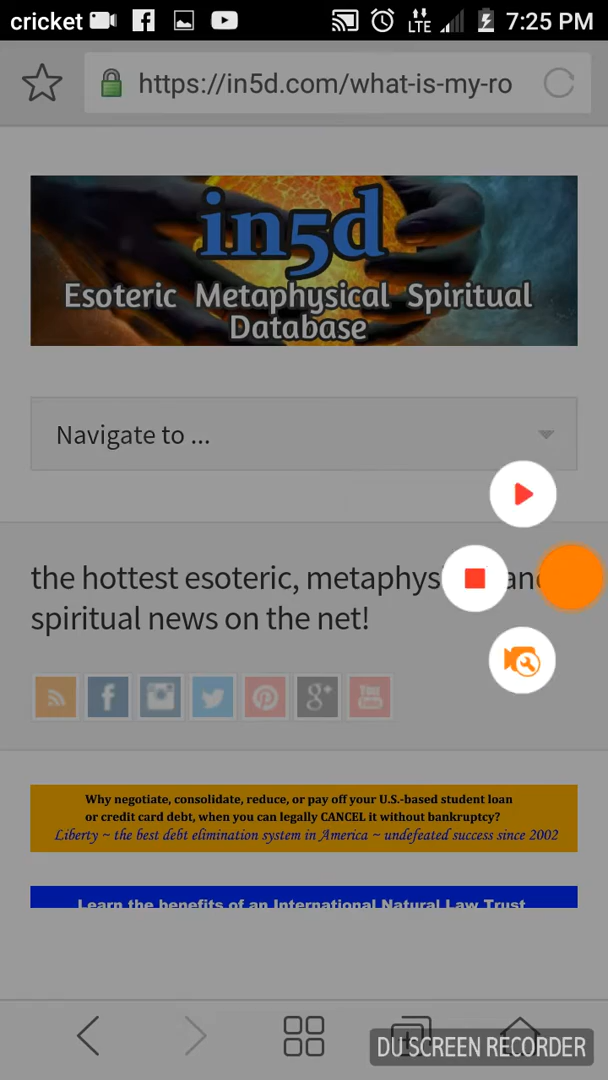 cricket 7:25 PM
LTE
https://in5d.com/what-is-my-ro
in5d
Esoteric Metaphysical Spiritual
Database
Navigate to ...
the hottest esoteric, metaphys and
spiritual news on the net!
g+ You
Why negotiate, consolidate, reduce, or pay off your U.S.-based student loan
or credit card debt, when you can legally CANCEL it without bankruptcy?
Liberty ~ the best debt elimination system in America ~ undefeated success since 2002
Learn the benefits of an International Natural Law Trust
DU SCREEN RECORDER